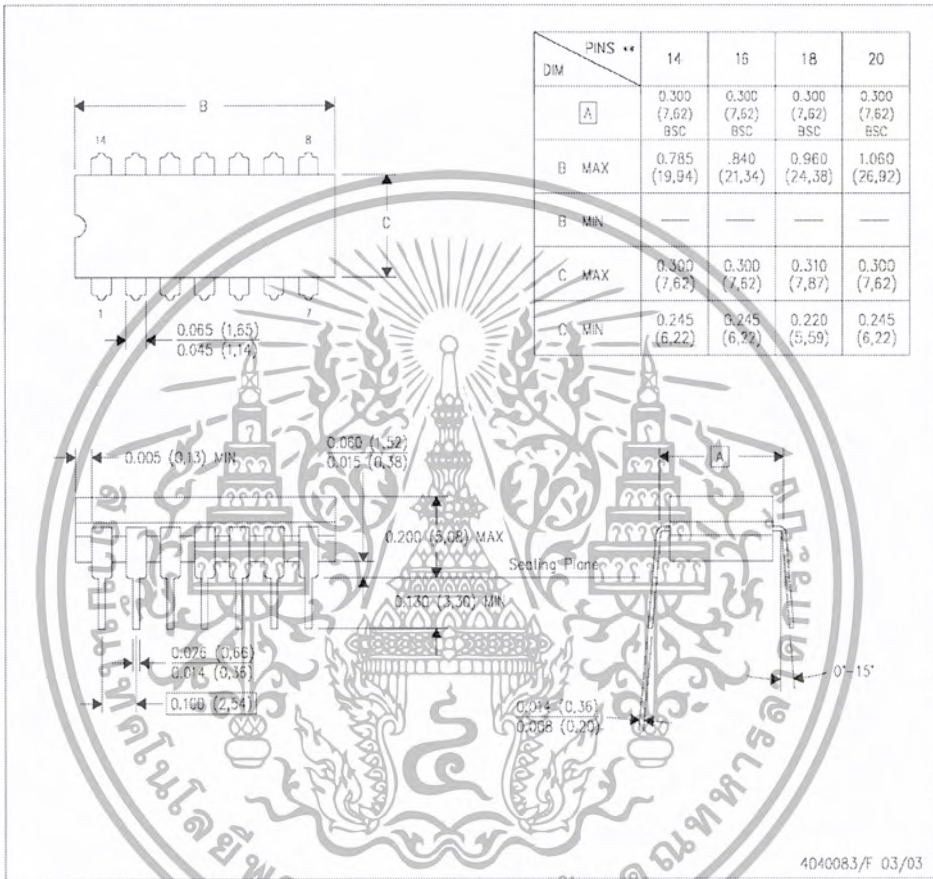 PINS **
DIM
14 16 18 20
A 0.300 (7,62) BSC 0.300 (7,62) BSC 0.300 (7,62) BSC 0.300 (7,62) BSC
B MAX 0.785 (19,94) .840 (21,34) 0.960 (24,38) 1.060 (26,92)
B MIN — — — —
C MAX 0.300 (7,62) 0.300 (7,62) 0.310 (7,87) 0.300 (7,62)
C MIN 0.245 (6,22) 0.245 (6,22) 0.220 (5,59) 0.245 (6,22)
B
14 8
C
1 7
0.065 (1,65)
0.045 (1,14)
0.005 (0,13) MIN
0.060 (1,52)
0.015 (0,38)
A
0.200 (5,08) MAX
Seating Plane
0.130 (3,30) MIN
0.026 (0,66)
0.014 (0,36)
0.100 (2,54)
0°–15°
0.014 (0,36)
0.008 (0,20)
4040083/F 03/03